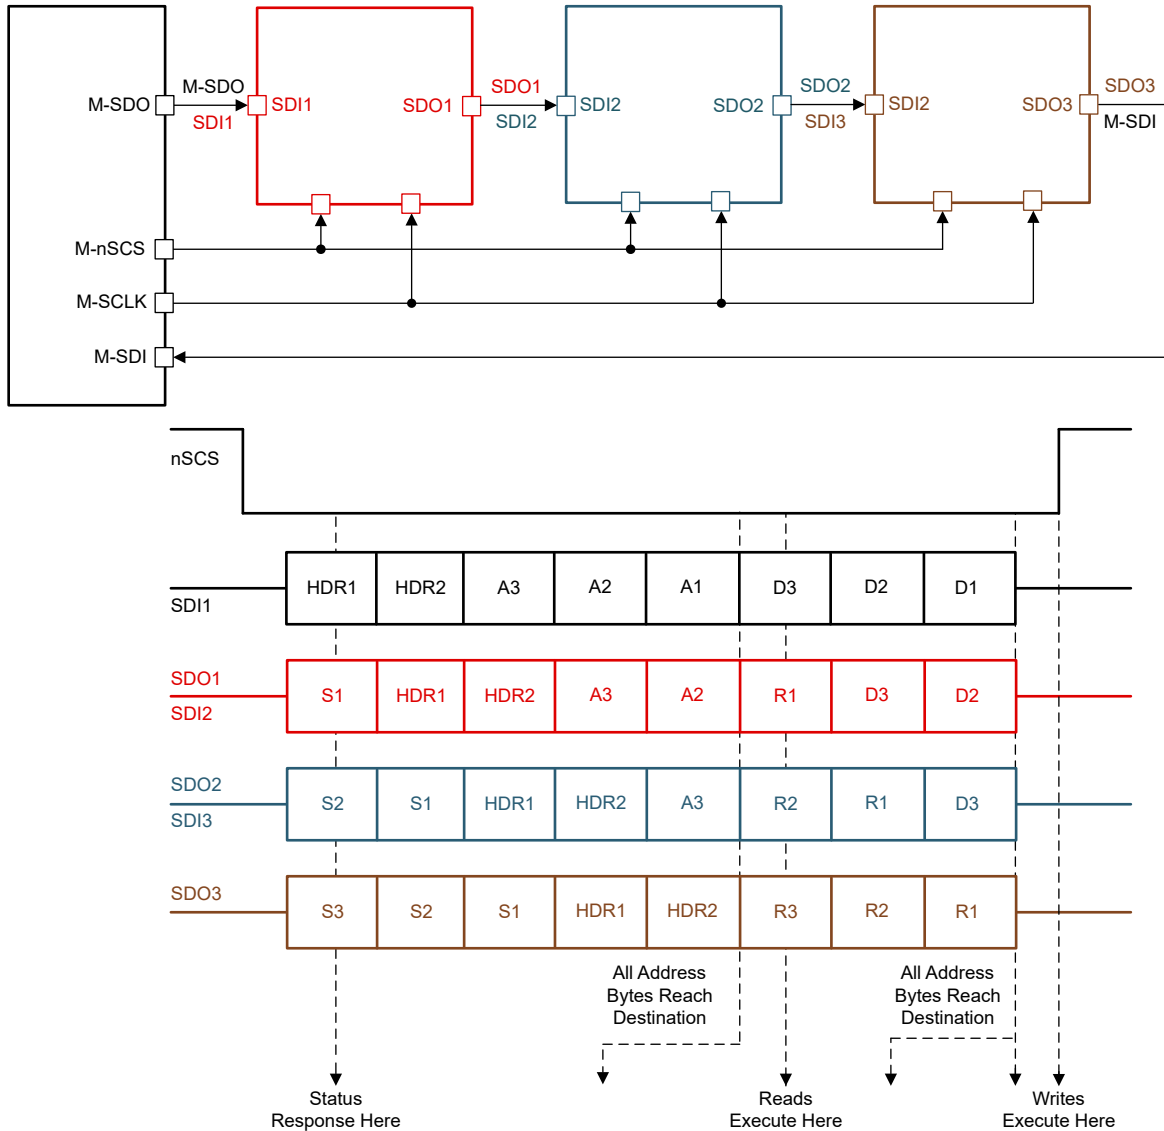 M-SDO
M-SDO
SDI1
SDI1
SDO1
SDO1
SDI2
SDI2
SDO2
SDO2
SDI3
SDI2
SDO3
SDO3
M-SDI
M-nSCS
M-SCLK
M-SDI
nSCS
SDI1
HDR1 HDR2 A3 A2 A1 D3 D2 D1
SDO1
SDI2
S1 HDR1 HDR2 A3 A2 R1 D3 D2
SDO2
SDI3
S2 S1 HDR1 HDR2 A3 R2 R1 D3
SDO3
S3 S2 S1 HDR1 HDR2 R3 R2 R1
All Address
Bytes Reach
Destination
All Address
Bytes Reach
Destination
Status
Response Here
Reads
Execute Here
Writes
Execute Here